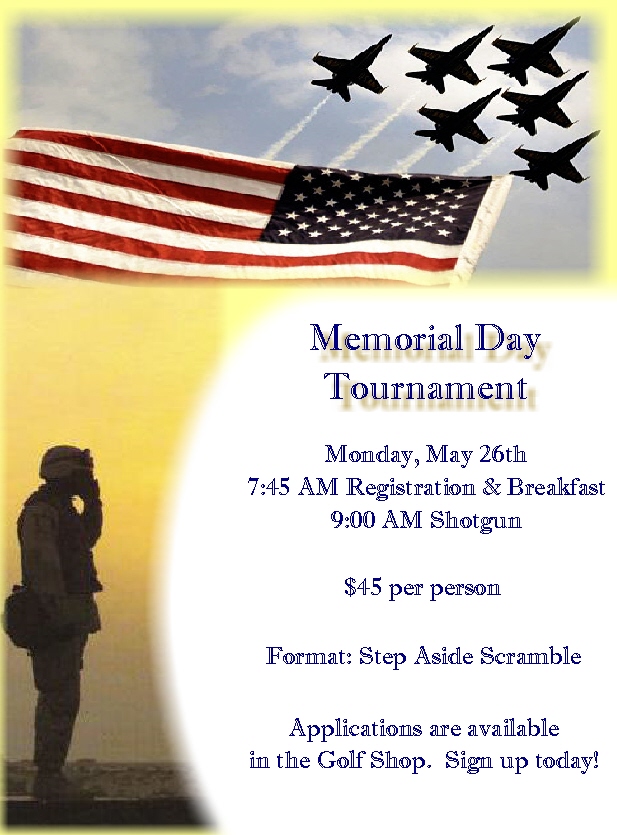 Memorial Day
Tournament
Monday, May 26th
7:45 AM Registration & Breakfast
9:00 AM Shotgun
$45 per person
Format: Step Aside Scramble
Applications are available
in the Golf Shop.  Sign up today!